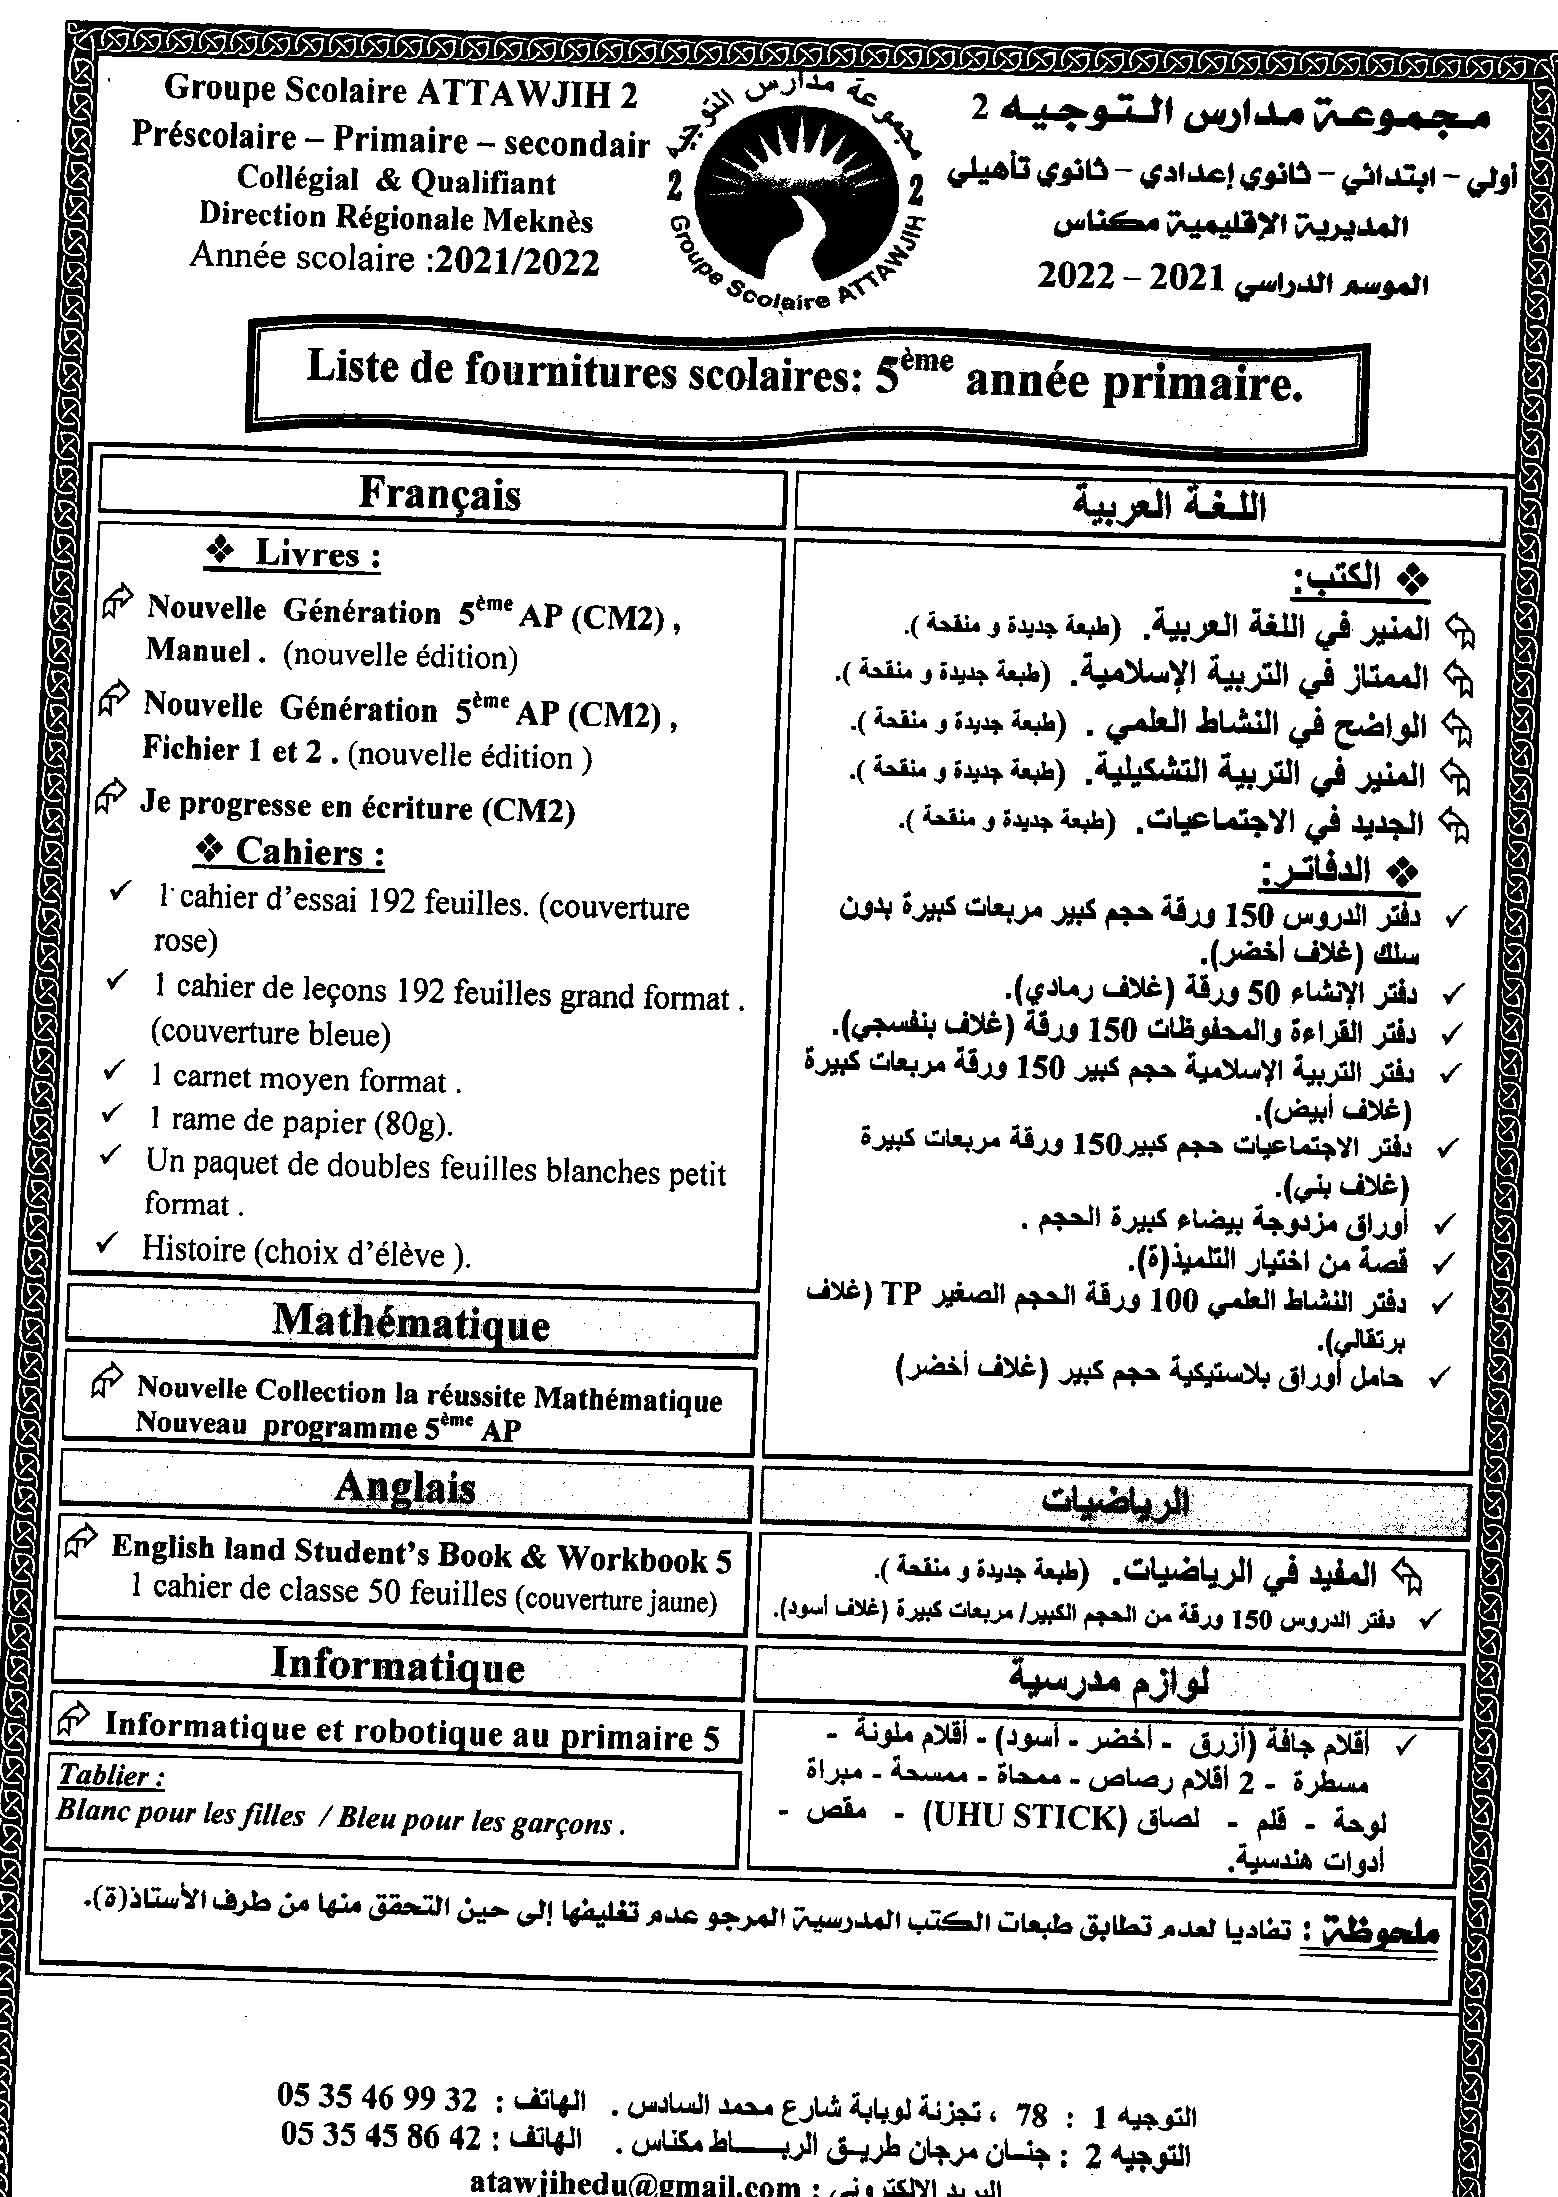 Groupe Scolaire ATTAWJIH 2
Préscolaire – Primaire – secondair
Collégial & Qualifiant
Direction Régionale Meknès
Année scolaire :2021/2022
مجموعة مدارس التوجيه
2 2
Groupe Scolaire ATTAWJIH
مجموعة مدارس التوجيه 2
أولي – ابتدائي – ثانوي إعدادي – ثانوي تأهيلي
المديرية الإقليمية مكناس
الموسم الدراسي 2021 – 2022
Liste de fournitures scolaires: 5ème année primaire.
Français
❖ Livres :
Nouvelle Génération 5ème AP (CM2) ,
Manuel . (nouvelle édition)
Nouvelle Génération 5ème AP (CM2) ,
Fichier 1 et 2 . (nouvelle édition )
Je progresse en écriture (CM2)
❖ Cahiers :
✓ 1 cahier d’essai 192 feuilles. (couverture
rose)
✓ 1 cahier de leçons 192 feuilles grand format .
(couverture bleue)
✓ 1 carnet moyen format .
✓ 1 rame de papier (80g).
✓ Un paquet de doubles feuilles blanches petit
format .
✓ Histoire (choix d’élève ).
Mathématique
Nouvelle Collection la réussite Mathématique
Nouveau programme 5ème AP
Anglais
English land Student’s Book & Workbook 5
1 cahier de classe 50 feuilles (couverture jaune)
Informatique
Informatique et robotique au primaire 5
Tablier :
Blanc pour les filles / Bleu pour les garçons .
اللغة العربية
❖ الكتب:
المنير في اللغة العربية. (طبعة جديدة و منقحة ).
الممتاز في التربية الإسلامية. (طبعة جديدة و منقحة ).
الواضح في النشاط العلمي . (طبعة جديدة و منقحة ).
المنير في التربية التشكيلية. (طبعة جديدة و منقحة ).
الجديد في الاجتماعيات. (طبعة جديدة و منقحة ).
❖ الدفاتر:
✓ دفتر الدروس 150 ورقة حجم كبير مربعات كبيرة بدون
سلك (غلاف أخضر).
✓ دفتر الإنشاء 50 ورقة (غلاف رمادي).
✓ دفتر القراءة والمحفوظات 150 ورقة (غلاف بنفسجي).
✓ دفتر التربية الإسلامية حجم كبير 150 ورقة مربعات كبيرة
(غلاف أبيض).
✓ دفتر الاجتماعيات حجم كبير150 ورقة مربعات كبيرة
(غلاف بني).
✓ أوراق مزدوجة بيضاء كبيرة الحجم .
✓ قصة من اختيار التلميذ(ة).
✓ دفتر النشاط العلمي 100 ورقة الحجم الصغير TP (غلاف
برتقالي).
✓ حامل أوراق بلاستيكية حجم كبير (غلاف أخضر)
الرياضيات
المفيد في الرياضيات. (طبعة جديدة و منقحة ).
✓ دفتر الدروس 150 ورقة من الحجم الكبير/ مربعات كبيرة (غلاف أسود).
لوازم مدرسية
✓ أقلام جافة (أزرق - أخضر - أسود) - أقلام ملونة -
مسطرة - 2 أقلام رصاص - ممحاة - ممسحة - مبراة
لوحة - قلم - لصاق (UHU STICK) - مقص -
أدوات هندسية.
ملحوظة : تفاديا لعدم تطابق طبعات الكتب المدرسية المرجو عدم تغليفها إلى حين التحقق منها من طرف الأستاذ(ة).
التوجيه 1 : 78 ، تجزئة لويابة شارع محمد السادس . الهاتف : 05 35 46 99 32
التوجيه 2 : جنان مرجان طريق الرباط مكناس . الهاتف : 05 35 45 86 42
البريد الالكتروني : atawjihedu@gmail.com